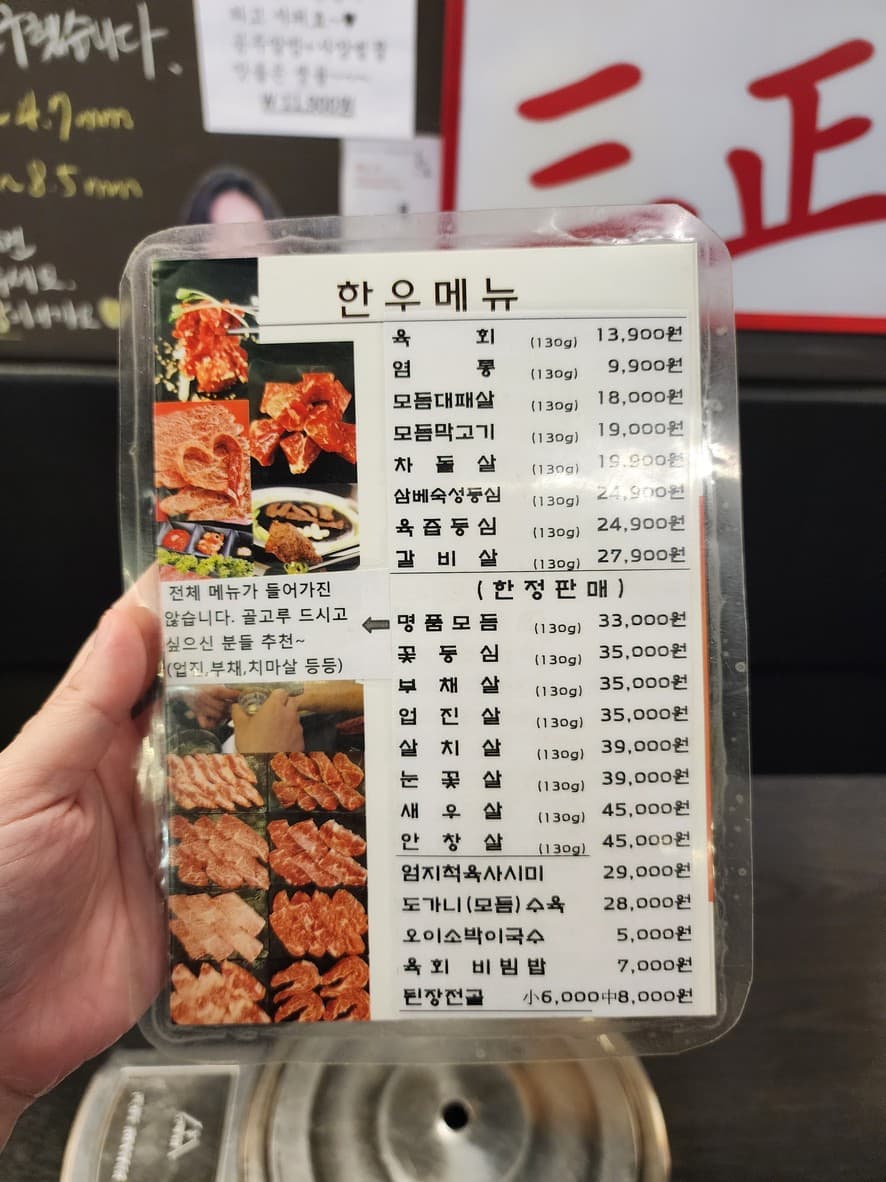 ~4.7mm
~8.5mm
₩11,900원
三正
한우메뉴
육 회 (130g) 13,900원
염 통 (130g) 9,900원
모듬대패살 (130g) 18,000원
모듬막고기 (130g) 19,000원
차 돌 살 (130g) 19,900원
삼베숙성등심 (130g) 24,900원
육즙등심 (130g) 24,900원
갈 비 살 (130g) 27,900원
(한정판매)
전체 메뉴가 들어가진
않습니다. 골고루 드시고
싶으신 분들 추천~
(업진,부채,치마살 등등)
명품모듬 (130g) 33,000원
꽃 등 심 (130g) 35,000원
부 채 살 (130g) 35,000원
업 진 살 (130g) 35,000원
살 치 살 (130g) 39,000원
눈 꽃 살 (130g) 39,000원
새 우 살 (130g) 45,000원
안 창 살 (130g) 45,000원
엄지척육사시미 29,000원
도가니(모듬)수육 28,000원
오이소박이국수 5,000원
육회 비빔밥 7,000원
된장전골 小6,000中8,000원